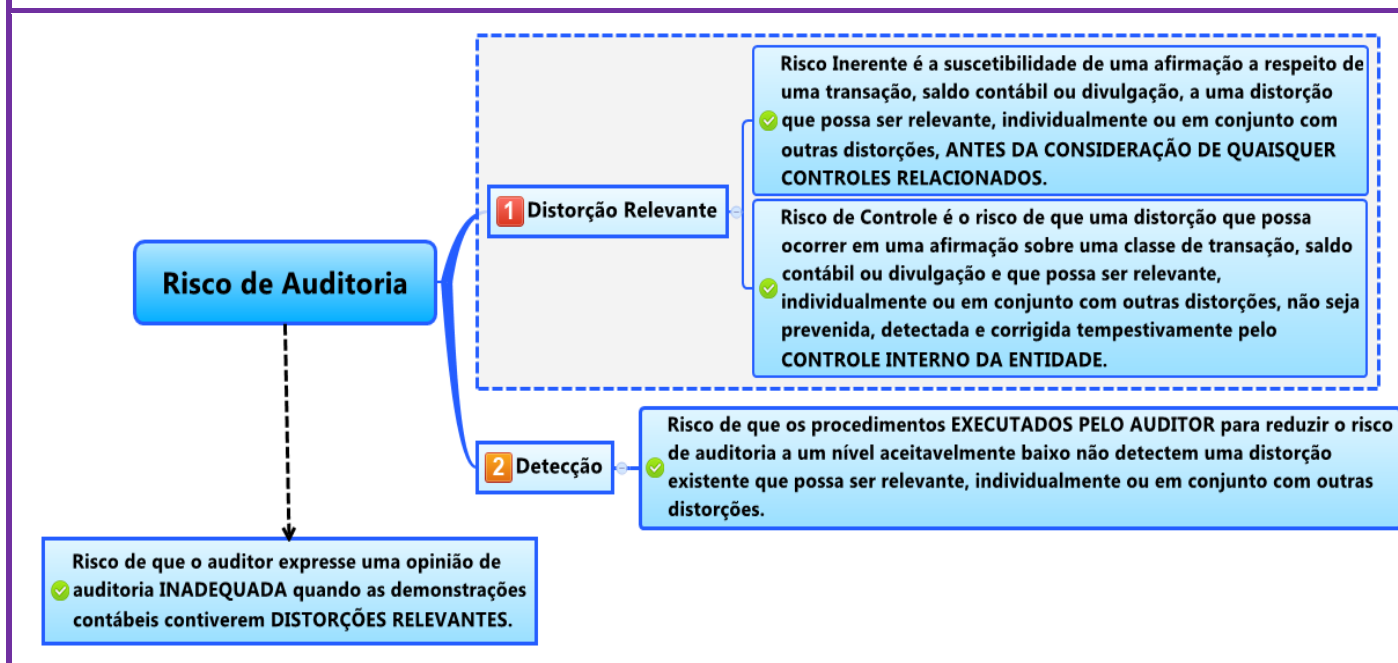 Risco de Auditoria
1 Distorção Relevante
Risco Inerente é a suscetibilidade de uma afirmação a respeito de
uma transação, saldo contábil ou divulgação, a uma distorção
que possa ser relevante, individualmente ou em conjunto com
outras distorções, ANTES DA CONSIDERAÇÃO DE QUAISQUER
CONTROLES RELACIONADOS.
Risco de Controle é o risco de que uma distorção que possa
ocorrer em uma afirmação sobre uma classe de transação, saldo
contábil ou divulgação e que possa ser relevante,
individualmente ou em conjunto com outras distorções, não seja
prevenida, detectada e corrigida tempestivamente pelo
CONTROLE INTERNO DA ENTIDADE.
2 Detecção
Risco de que os procedimentos EXECUTADOS PELO AUDITOR para reduzir o risco
de auditoria a um nível aceitavelmente baixo não detectem uma distorção
existente que possa ser relevante, individualmente ou em conjunto com outras
distorções.
Risco de que o auditor expresse uma opinião de
auditoria INADEQUADA quando as demonstrações
contábeis contiverem DISTORÇÕES RELEVANTES.